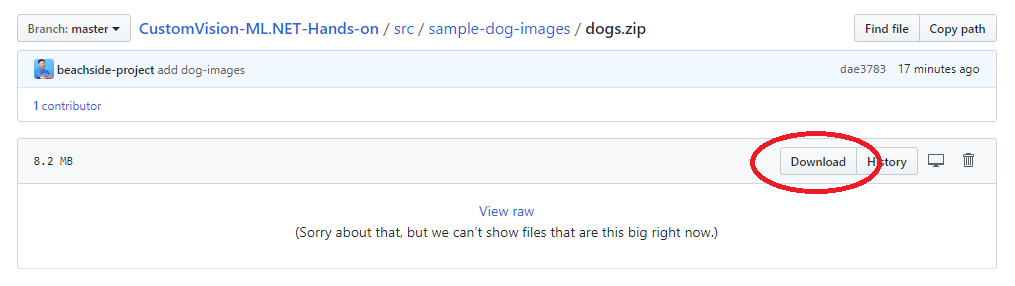 Branch: master CustomVision-ML.NET-Hands-on / src / sample-dog-images / dogs.zip Find file Copy path
beachside-project add dog-images dae3783 17 minutes ago
1 contributor
8.2 MB Download History
View raw
(Sorry about that, but we can’t show files that are this big right now.)